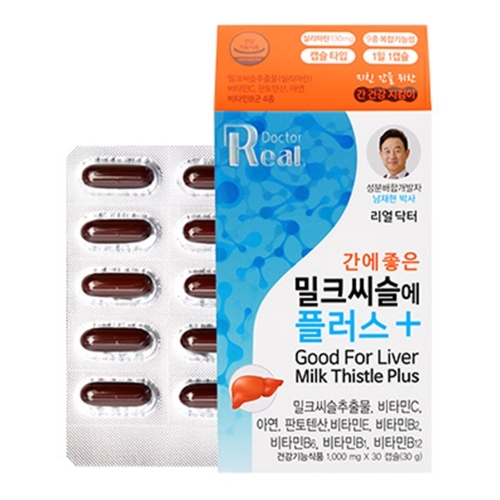 실리마린 130mg
9중 복합기능성
캡슐 타입
1일 1캡슐
밀크씨슬추출물(실리마린)
비타민C, 판토텐산, 아연
비타민B군 4종
지친 간을 위한
간 건강 지킴이
Doctor
Real
성분배합개발자
남재현 박사
리얼 닥터
간에 좋은
밀크씨슬에
플러스+
Good For Liver
Milk Thistle Plus
밀크씨슬추출물, 비타민C,
아연, 판토텐산, 비타민E, 비타민B2,
비타민B6, 비타민B1, 비타민B12
건강기능식품 1,000 mg X 30 캡슐(30 g)